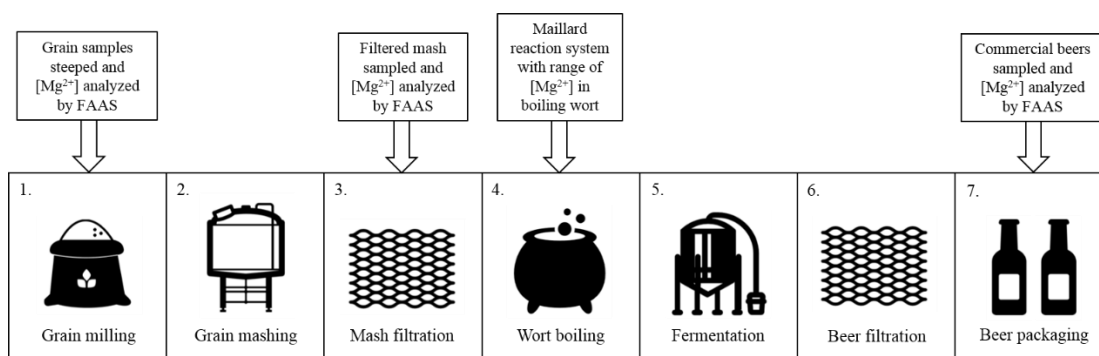 Grain samples
steeped and
[Mg²⁺] analyzed
by FAAS
Filtered mash
sampled and
[Mg²⁺] analyzed
by FAAS
Maillard
reaction system
with range of
[Mg²⁺] in
boiling wort
Commercial beers
sampled and
[Mg²⁺] analyzed
by FAAS
1.
Grain milling
2.
Grain mashing
3.
Mash filtration
4.
Wort boiling
5.
Fermentation
6.
Beer filtration
7.
Beer packaging